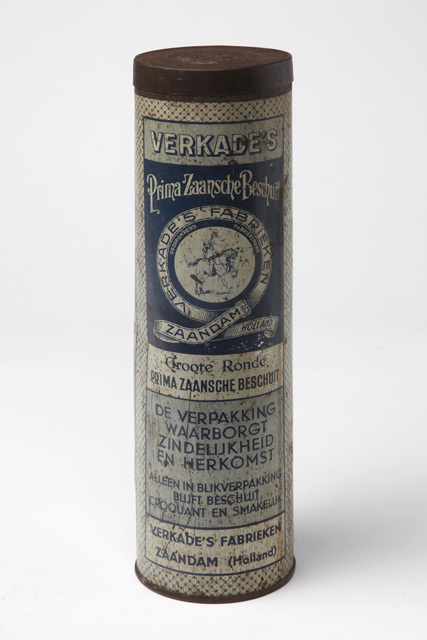 VERKADE'S
Prima Zaansche Beschuit
VERKADE'S FABRIEKEN
ZAANDAM
HOLLAND
Groote Ronde
PRIMA ZAANSCHE BESCHUIT
DE VERPAKKING
WAARBORGT
ZINDELIJKHEID
EN HERKOMST
ALLEEN IN BLIKVERPAKKING
BLIJFT BESCHUIT
CROQUANT EN SMAKELIJK
VERKADE'S FABRIEKEN
ZAANDAM (Holland)